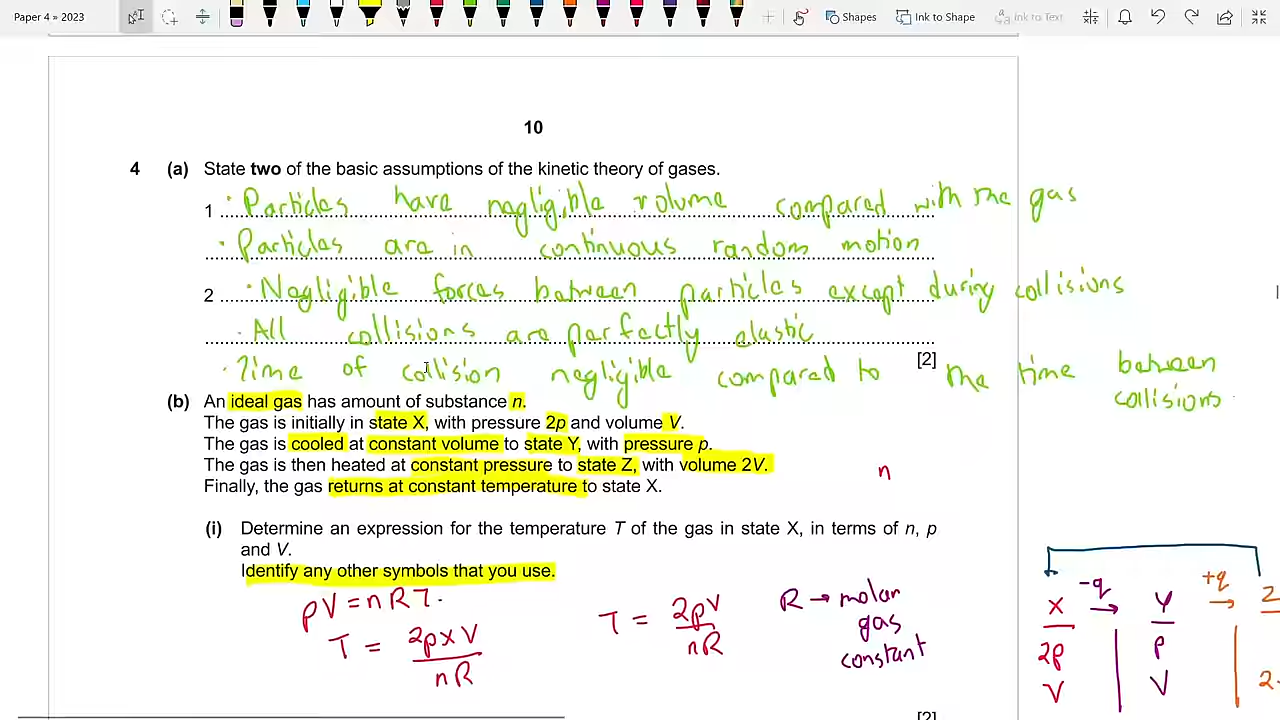 Paper 4 » 2023
Shapes
Ink to Shape
Ink to Text
10
4 (a) State two of the basic assumptions of the kinetic theory of gases.
1 · Particles have negligible volume compared with the gas
· Particles are in continuous random motion
2 · Negligible forces between particles except during collisions
· All collisions are perfectly elastic
[2]
· Time of collision negligible compared to the time between collisions
(b) An ideal gas has amount of substance n.
The gas is initially in state X, with pressure 2p and volume V.
The gas is cooled at constant volume to state Y, with pressure p.
The gas is then heated at constant pressure to state Z, with volume 2V.
n
Finally, the gas returns at constant temperature to state X.
(i) Determine an expression for the temperature T of the gas in state X, in terms of n, p
and V.
Identify any other symbols that you use.
pV = nRT.
T = 2p×V / nR
T = 2pV / nR
R → molar
gas
constant
X -q → Y +q → Z
2p P
V V 2
[2]